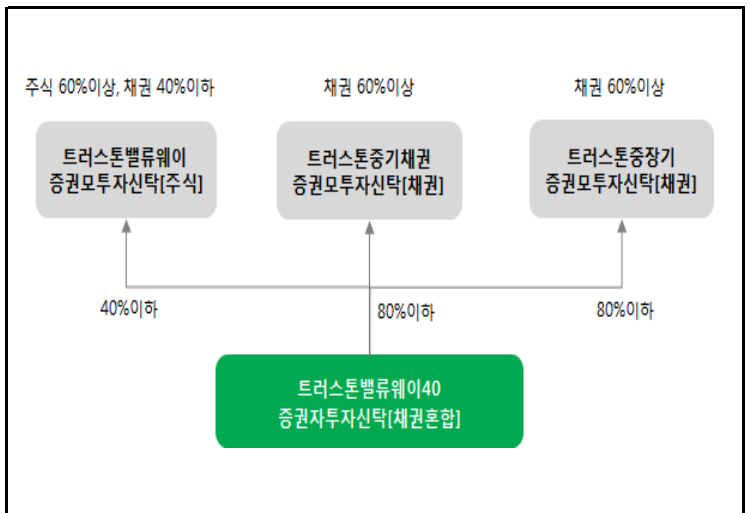 주식 60%이상, 채권 40%이하
채권 60%이상
채권 60%이상
트러스톤밸류웨이
증권모투자신탁[주식]
트러스톤중기채권
증권모투자신탁[채권]
트러스톤중장기
증권모투자신탁[채권]
40%이하
80%이하
80%이하
트러스톤밸류웨이40
증권자투자신탁[채권혼합]